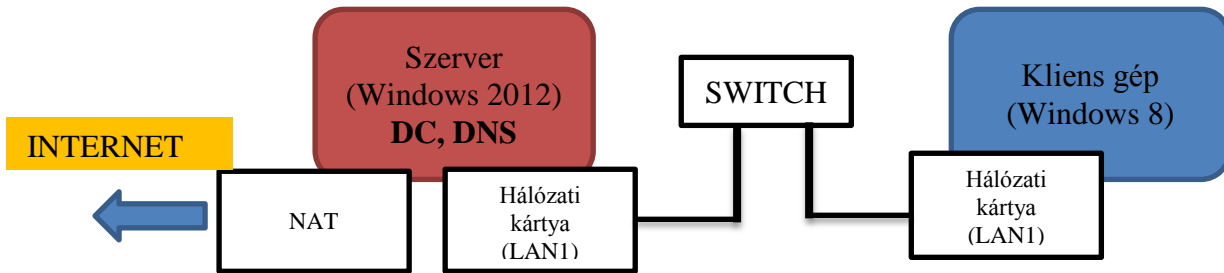 Szerver
(Windows 2012)
DC, DNS
SWITCH
Kliens gép
(Windows 8)
INTERNET
NAT
Hálózati
kártya
(LAN1)
Hálózati
kártya
(LAN1)